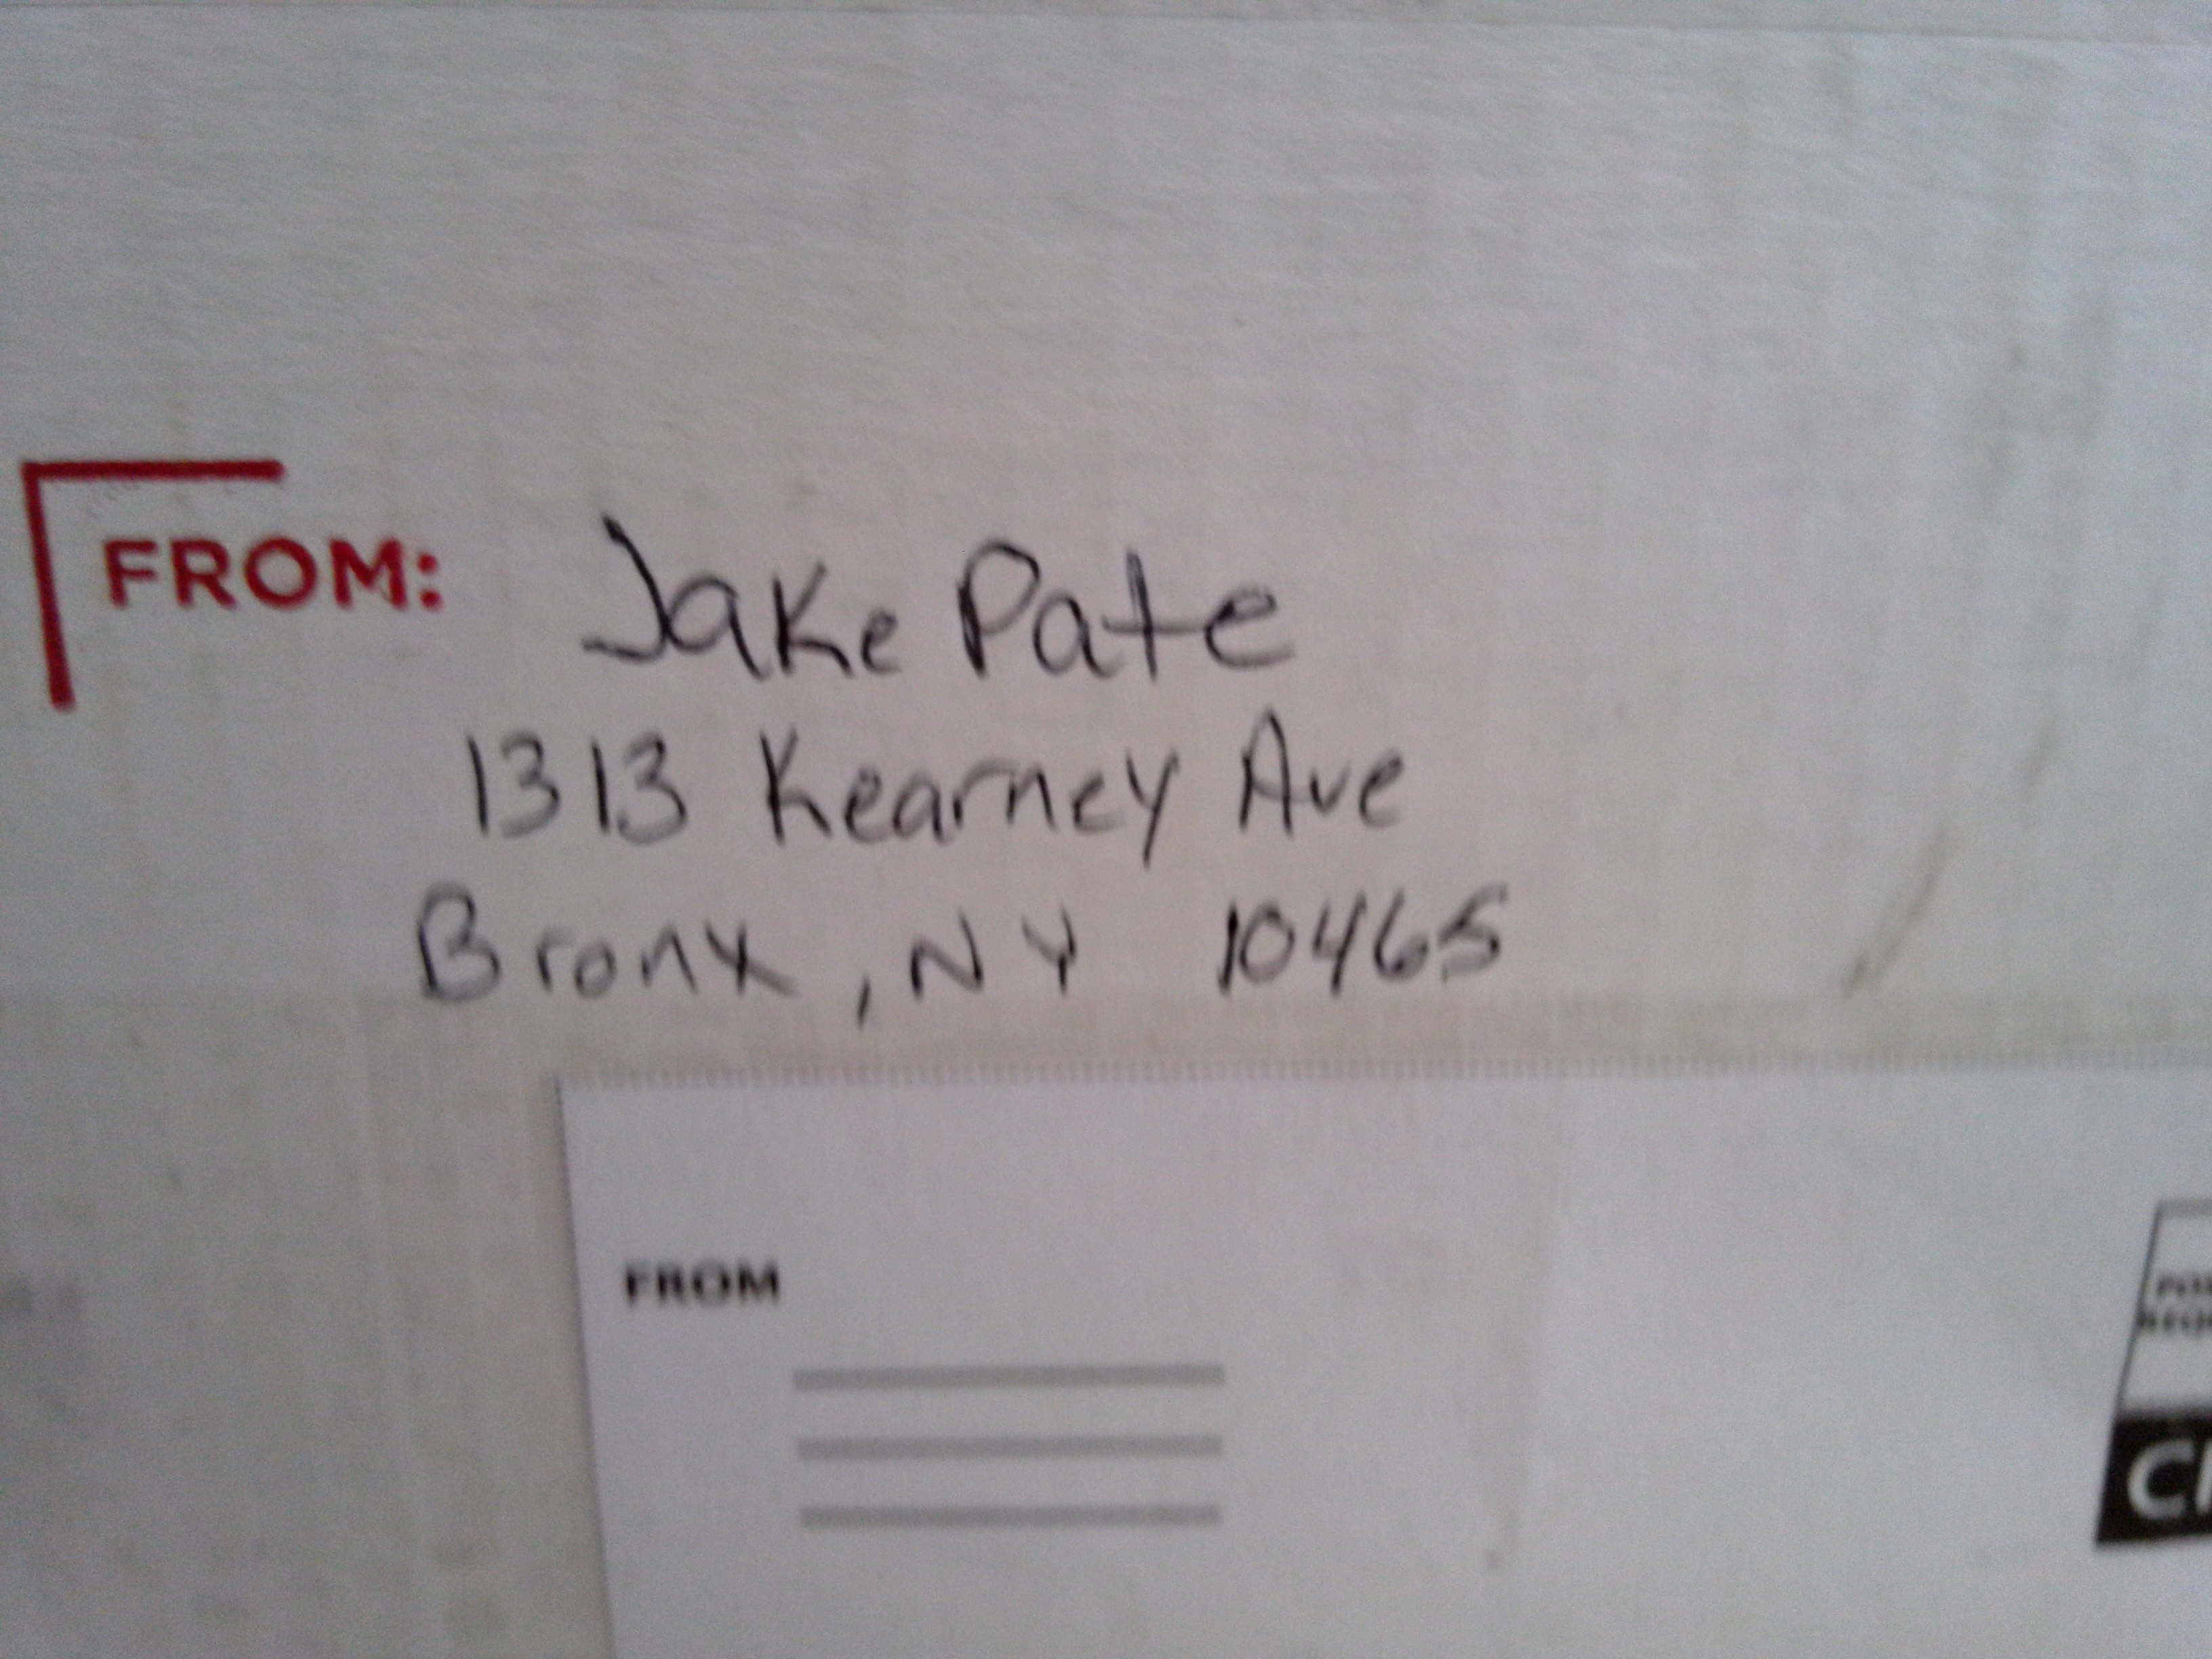 FROM: Jake Pate
1313 Kearney Ave
Bronx, NY 10465
FROM